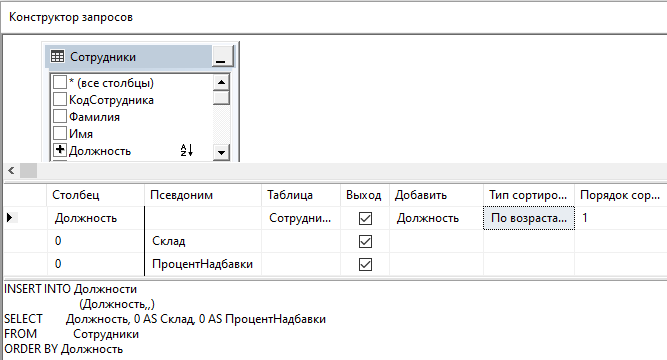 Конструктор запросов
Сотрудники
* (все столбцы)
КодСотрудника
Фамилия
Имя
Должность
Столбец Псевдоним Таблица Выход Добавить Тип сортиро... Порядок сор...
Должность Сотрудни... Должность По возраста... 1
0 Склад
0 ПроцентНадбавки
INSERT INTO Должности
(Должность,,)
SELECT Должность, 0 AS Склад, 0 AS ПроцентНадбавки
FROM Сотрудники
ORDER BY Должность